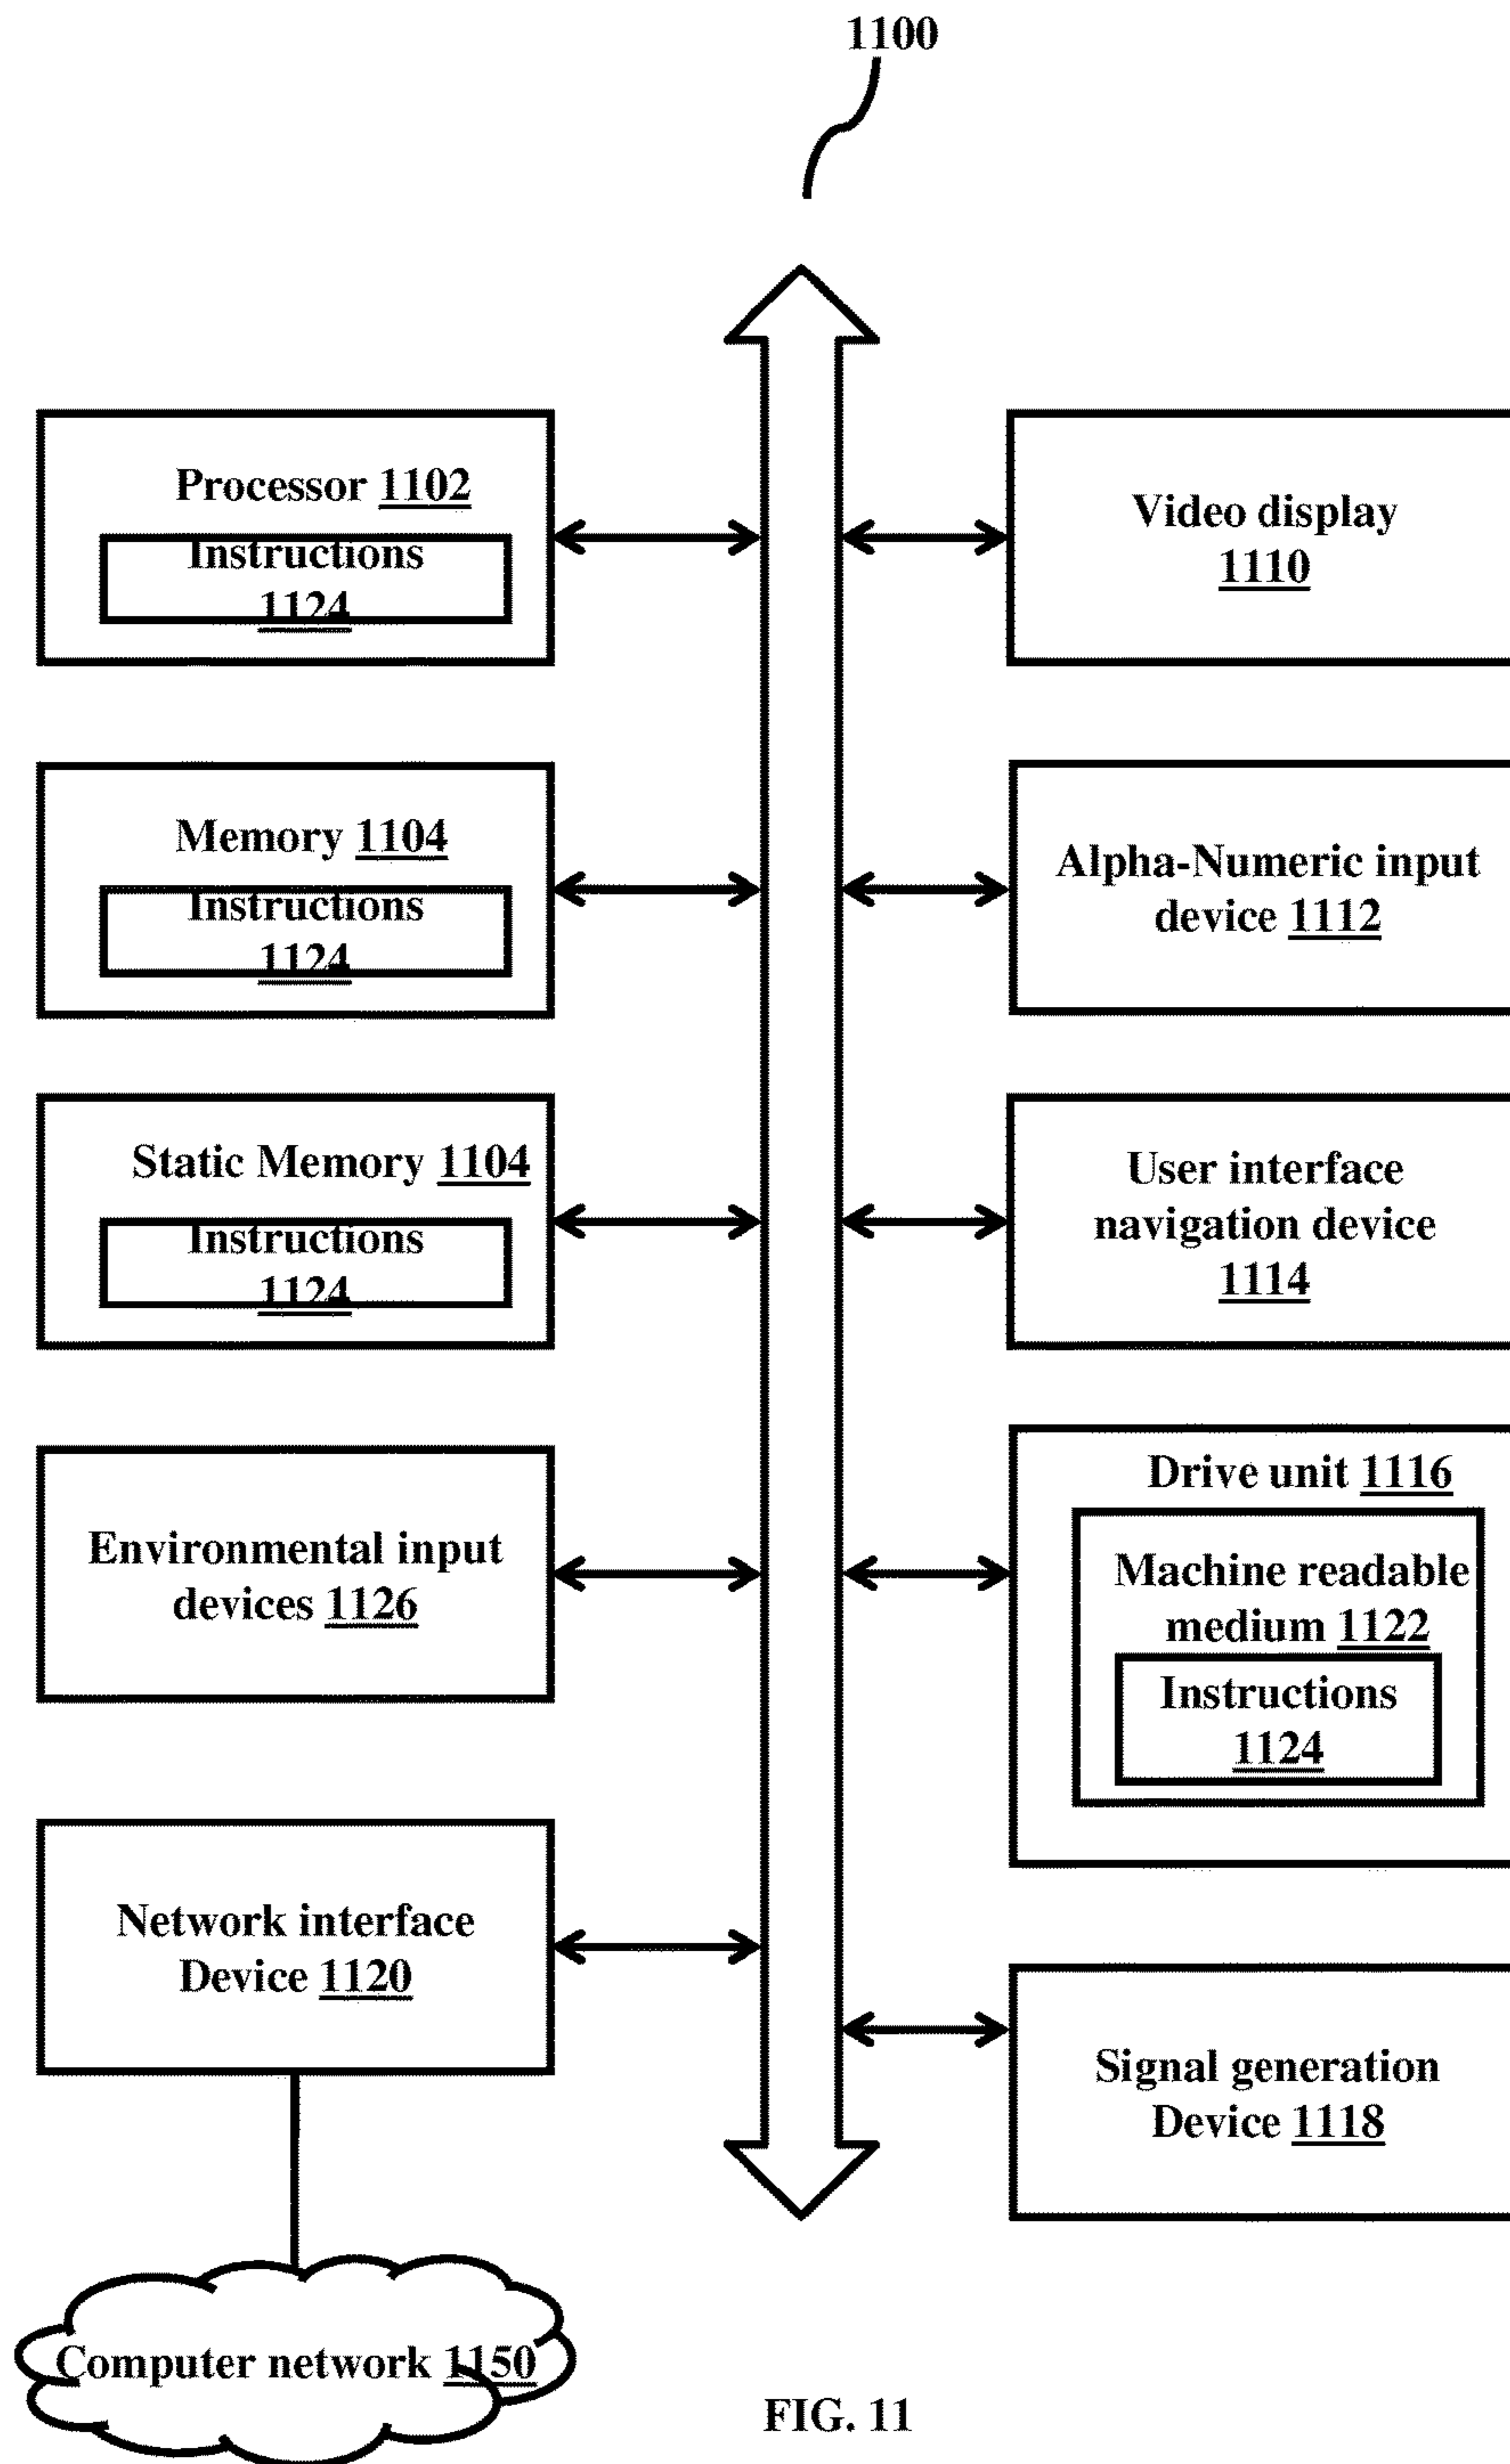 1100
Processor 1102
Instructions
1124
Memory 1104
Instructions
1124
Static Memory 1104
Instructions
1124
Environmental input
devices 1126
Network interface
Device 1120
Computer network 1150
Video display
1110
Alpha-Numeric input
device 1112
User interface
navigation device
1114
Drive unit 1116
Machine readable
medium 1122
Instructions
1124
Signal generation
Device 1118
FIG. 11